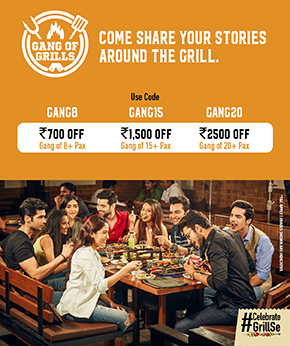 GANG OF
GRILLS
COME SHARE YOUR STORIES
AROUND THE GRILL.
Use Code
GANG8 GANG15 GANG20
₹700 OFF ₹1,500 OFF ₹2500 OFF
Gang of 8+ Pax Gang of 15+ Pax Gang of 20+ Pax
#Celebrate
GrillSe